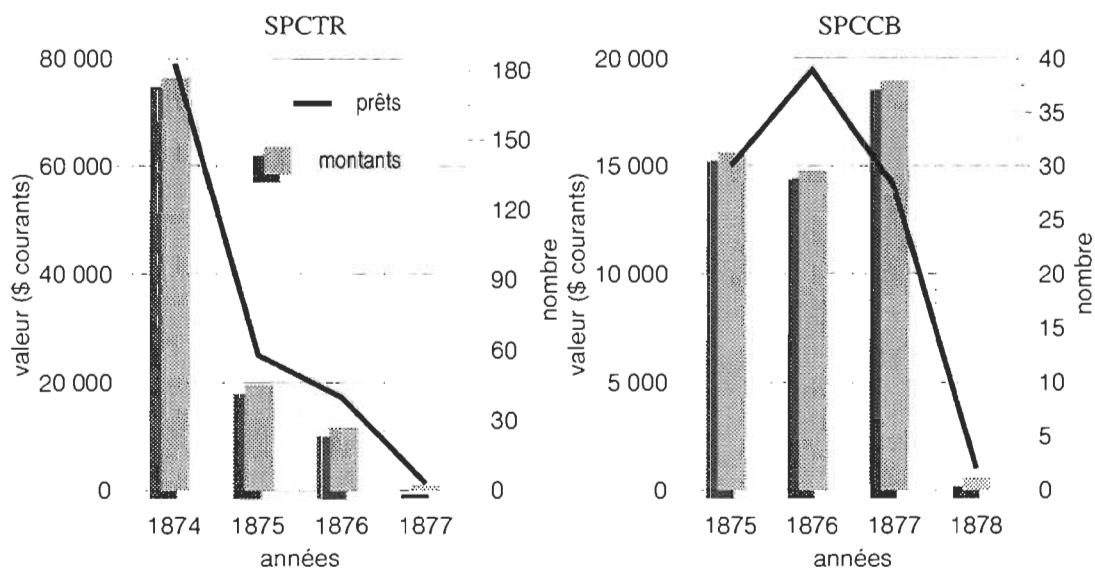 SPCTR
80 000
60 000
40 000
20 000
0
valeur ($ courants)
180
150
120
90
60
30
0
nombre
prêts
montants
1874 1875 1876 1877
années
SPCCB
20 000
15 000
10 000
5 000
0
valeur ($ courants)
40
35
30
25
20
15
10
5
0
nombre
1875 1876 1877 1878
années